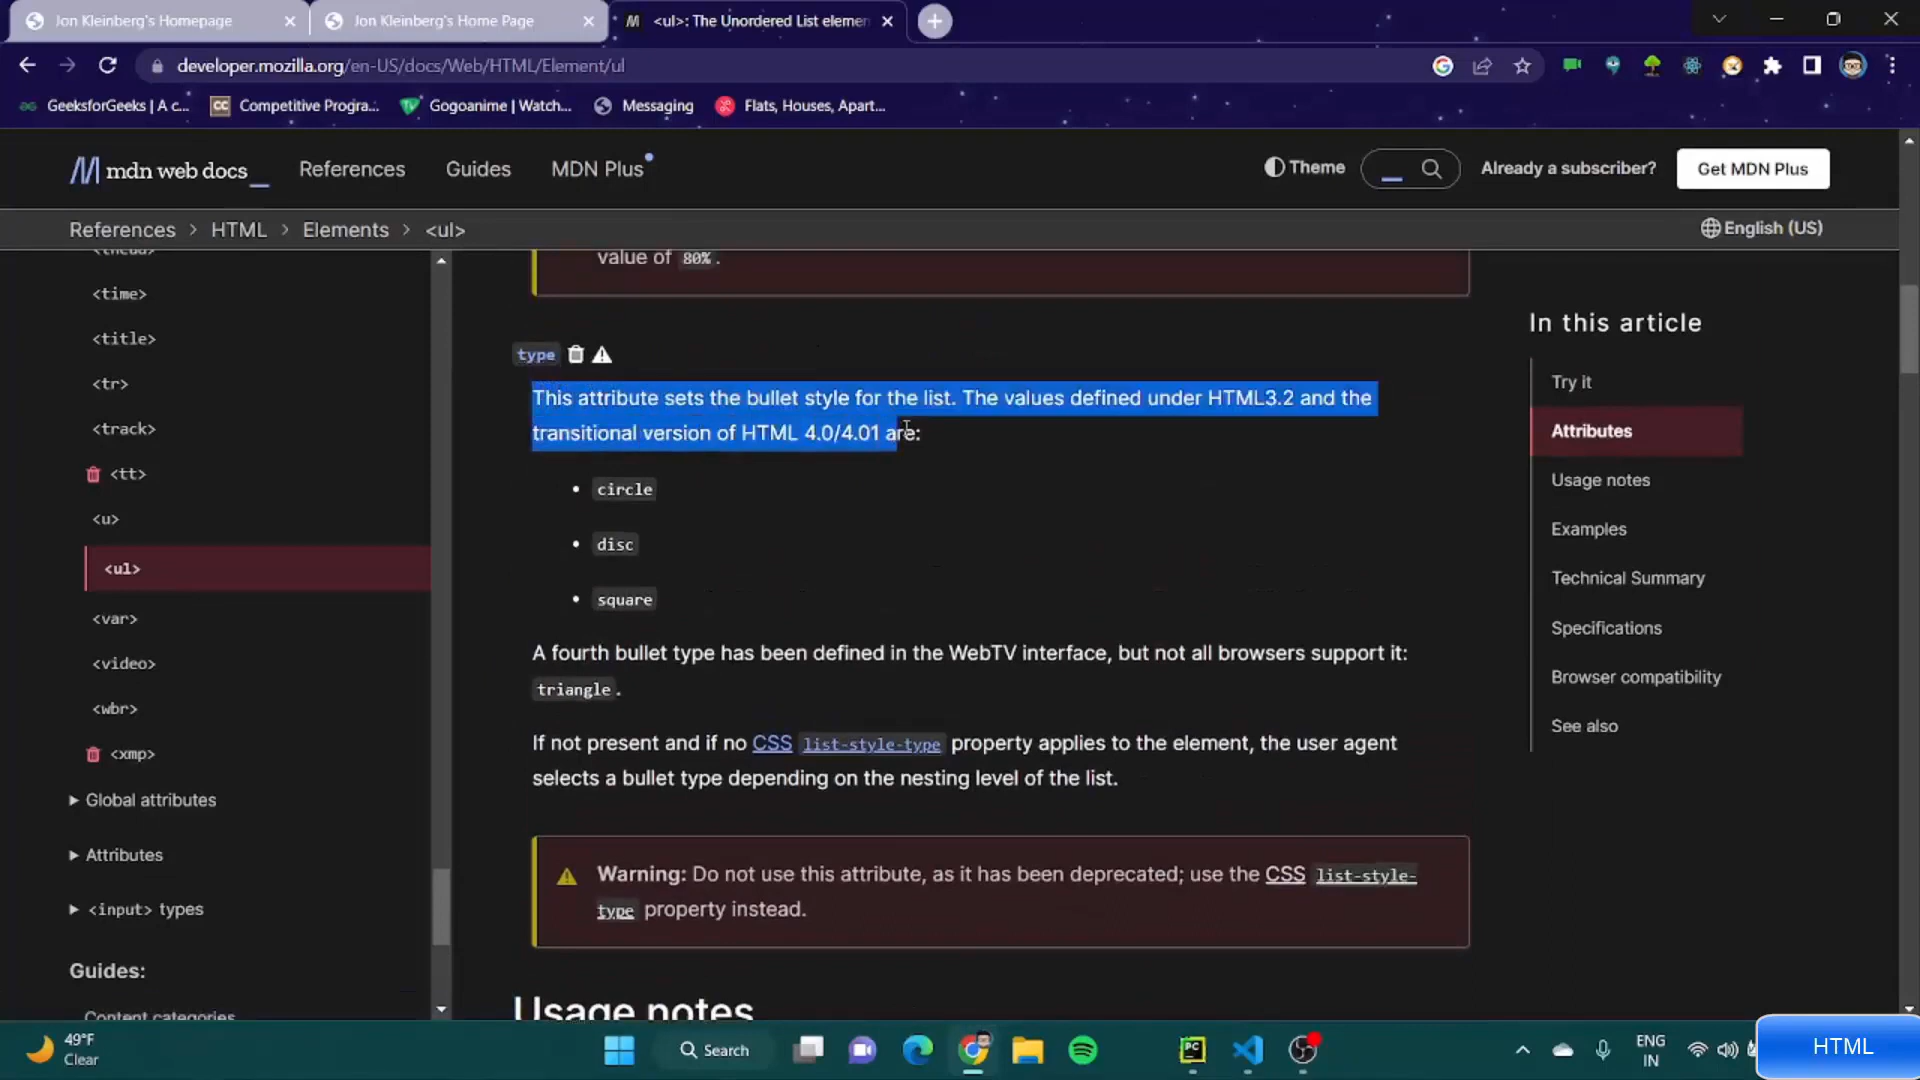 Jon Kleinberg's Homepage
Jon Kleinberg's Home Page
<ul>: The Unordered List elemen
developer.mozilla.org/en-US/docs/Web/HTML/Element/ul
GeeksforGeeks | A c...
CC Competitive Progra...
Gogoanime | Watch...
Messaging
Flats, Houses, Apart...
mdn web docs_
References
Guides
MDN Plus
Theme
Already a subscriber?
Get MDN Plus
References > HTML > Elements > <ul>
English (US)
<time>
<title>
<tr>
<track>
<tt>
<u>
<ul>
<var>
<video>
<wbr>
<xmp>
Global attributes
Attributes
<input> types
Guides:
Content categories
value of 80%.
type
This attribute sets the bullet style for the list. The values defined under HTML3.2 and the
transitional version of HTML 4.0/4.01 are:
• circle
• disc
• square
A fourth bullet type has been defined in the WebTV interface, but not all browsers support it:
triangle.
If not present and if no CSS list-style-type property applies to the element, the user agent
selects a bullet type depending on the nesting level of the list.
Warning: Do not use this attribute, as it has been deprecated; use the CSS list-style-
type property instead.
Usage notes
In this article
Try it
Attributes
Usage notes
Examples
Technical Summary
Specifications
Browser compatibility
See also
49°F
Clear
Search
PC
ENG
IN
HTML